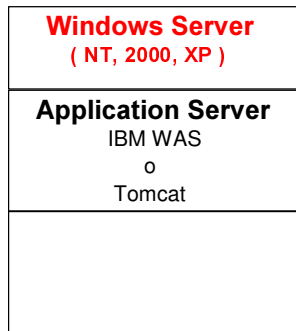 Windows Server
( NT, 2000, XP )
Application Server
IBM WAS
o
Tomcat